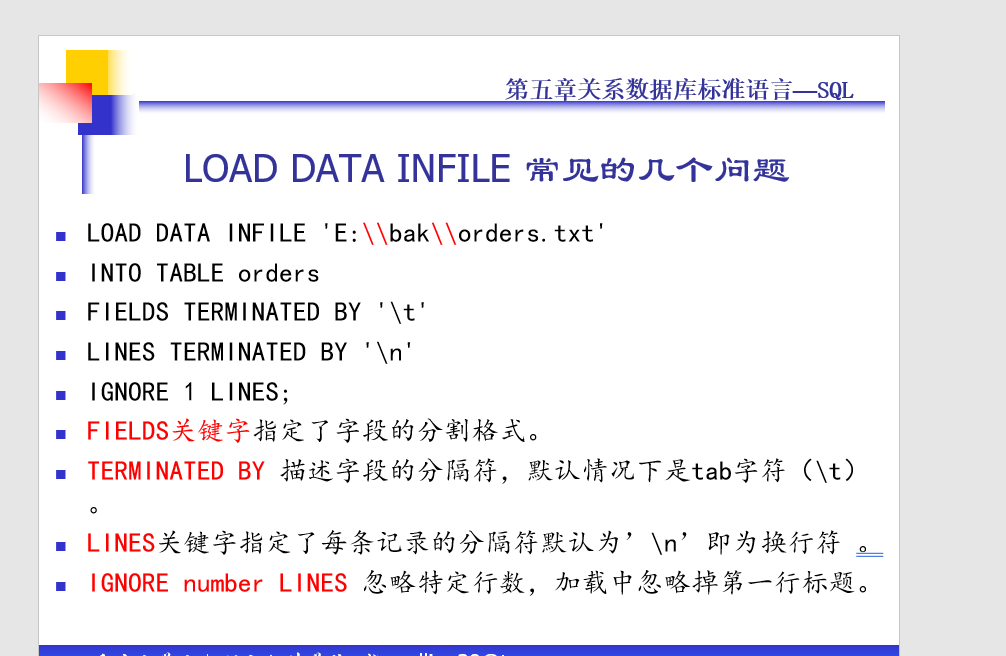 第五章关系数据库标准语言—SQL
LOAD DATA INFILE 常见的几个问题
LOAD DATA INFILE 'E:\\bak\\orders.txt'
INTO TABLE orders
FIELDS TERMINATED BY '\t'
LINES TERMINATED BY '\n'
IGNORE 1 LINES;
FIELDS关键字指定了字段的分割格式。
TERMINATED BY 描述字段的分隔符，默认情况下是tab字符（\t）
。
LINES关键字指定了每条记录的分隔符默认为’\n’即为换行符 。
IGNORE number LINES 忽略特定行数，加载中忽略掉第一行标题。